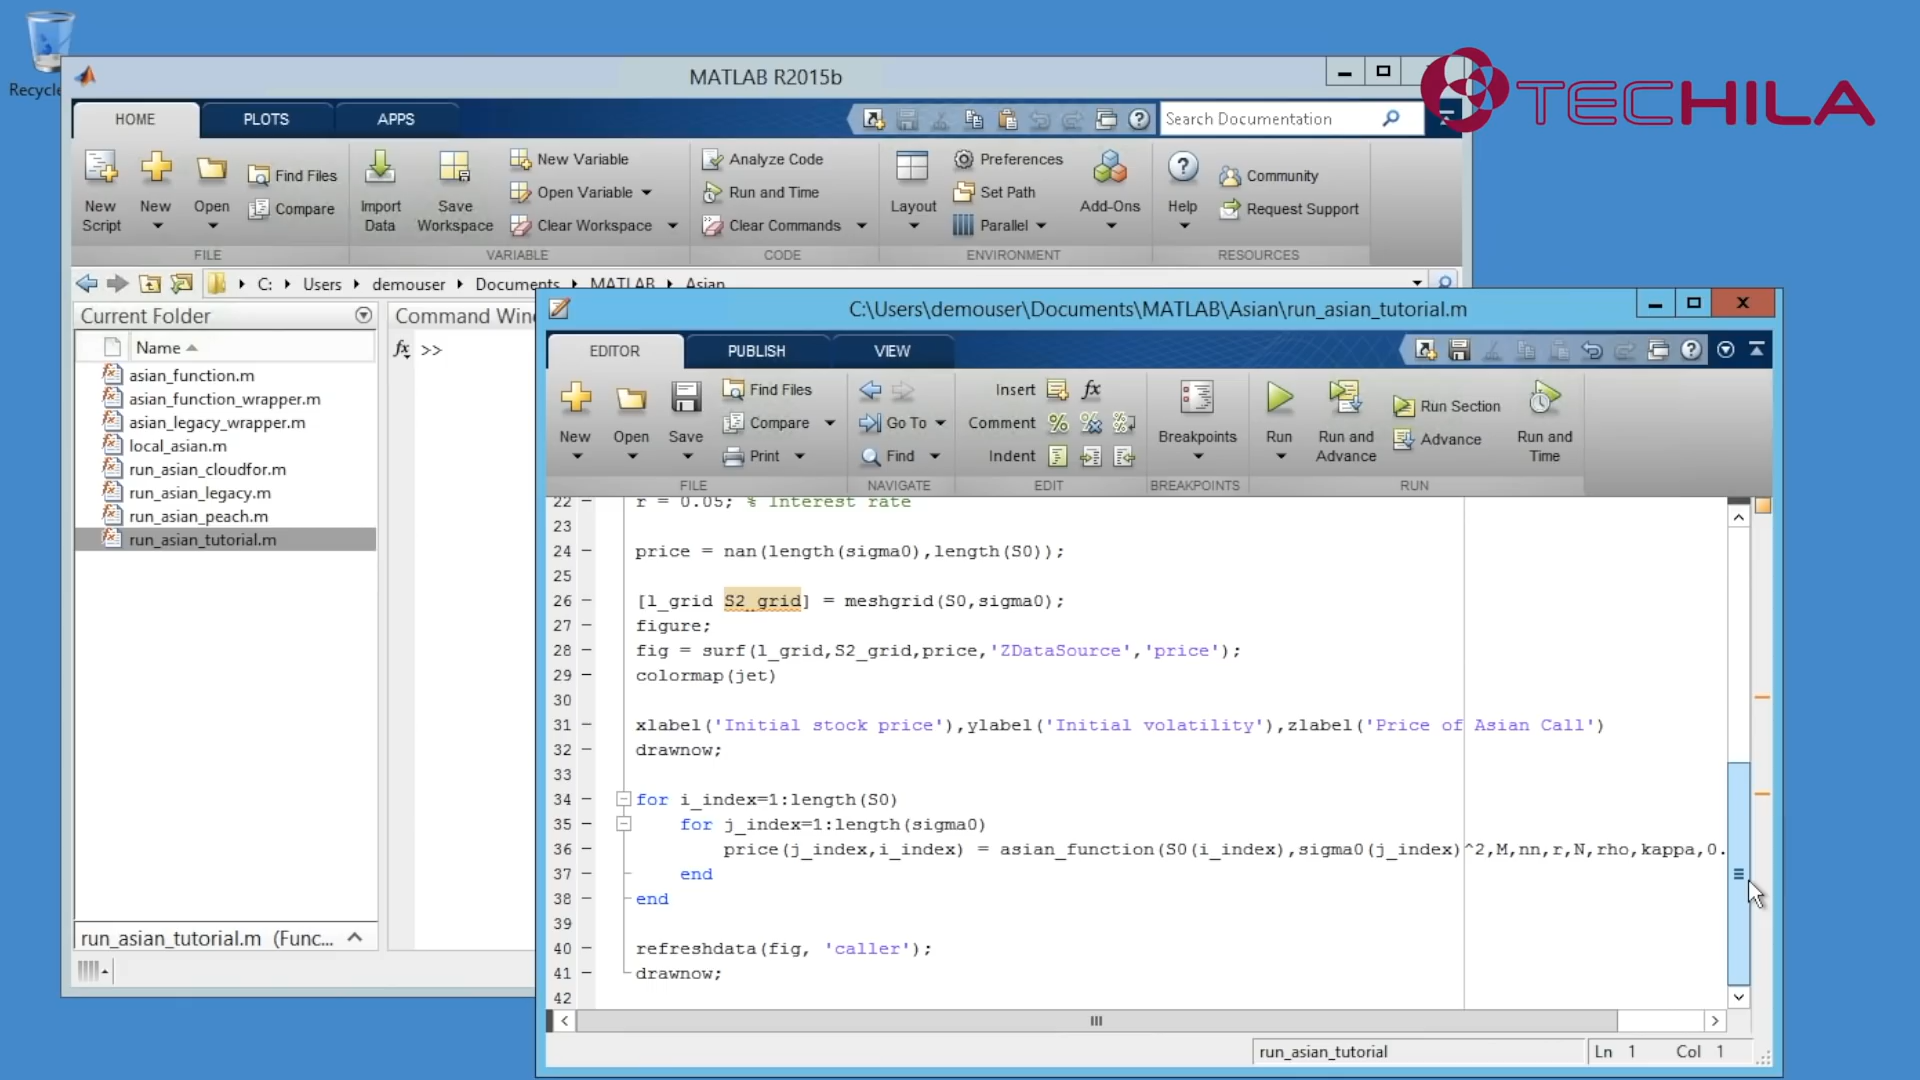 Recycle
MATLAB R2015b
TECHILA
HOME
PLOTS
APPS
Search Documentation
New Script
New
Open
Find Files
Compare
Import Data
Save Workspace
New Variable
Open Variable
Clear Workspace
Analyze Code
Run and Time
Clear Commands
Layout
Preferences
Set Path
Parallel
Add-Ons
Help
Community
Request Support
FILE
VARIABLE
CODE
ENVIRONMENT
RESOURCES
C: Users demouser Documents MATLAB Asian
Current Folder
Name
asian_function.m
asian_function_wrapper.m
asian_legacy_wrapper.m
local_asian.m
run_asian_cloudfor.m
run_asian_legacy.m
run_asian_peach.m
run_asian_tutorial.m
run_asian_tutorial.m (Func...
Command Win
fx >>
C:\Users\demouser\Documents\MATLAB\Asian\run_asian_tutorial.m
EDITOR
PUBLISH
VIEW
New
Open
Save
Find Files
Compare
Print
Go To
Find
Insert
fx
Comment
Indent
Breakpoints
Run
Run and Advance
Run Section
Advance
Run and Time
FILE
NAVIGATE
EDIT
BREAKPOINTS
RUN
22 – r = 0.05; % Interest rate
23
24 – price = nan(length(sigma0),length(S0));
25
26 – [l_grid S2_grid] = meshgrid(S0,sigma0);
27 – figure;
28 – fig = surf(l_grid,S2_grid,price,'ZDataSource','price');
29 – colormap(jet)
30
31 – xlabel('Initial stock price'),ylabel('Initial volatility'),zlabel('Price of Asian Call')
32 – drawnow;
33
34 – for i_index=1:length(S0)
35 – for j_index=1:length(sigma0)
36 – price(j_index,i_index) = asian_function(S0(i_index),sigma0(j_index)^2,M,nn,r,N,rho,kappa,0.
37 – end
38 – end
39
40 – refreshdata(fig, 'caller');
41 – drawnow;
42
run_asian_tutorial
Ln 1 Col 1